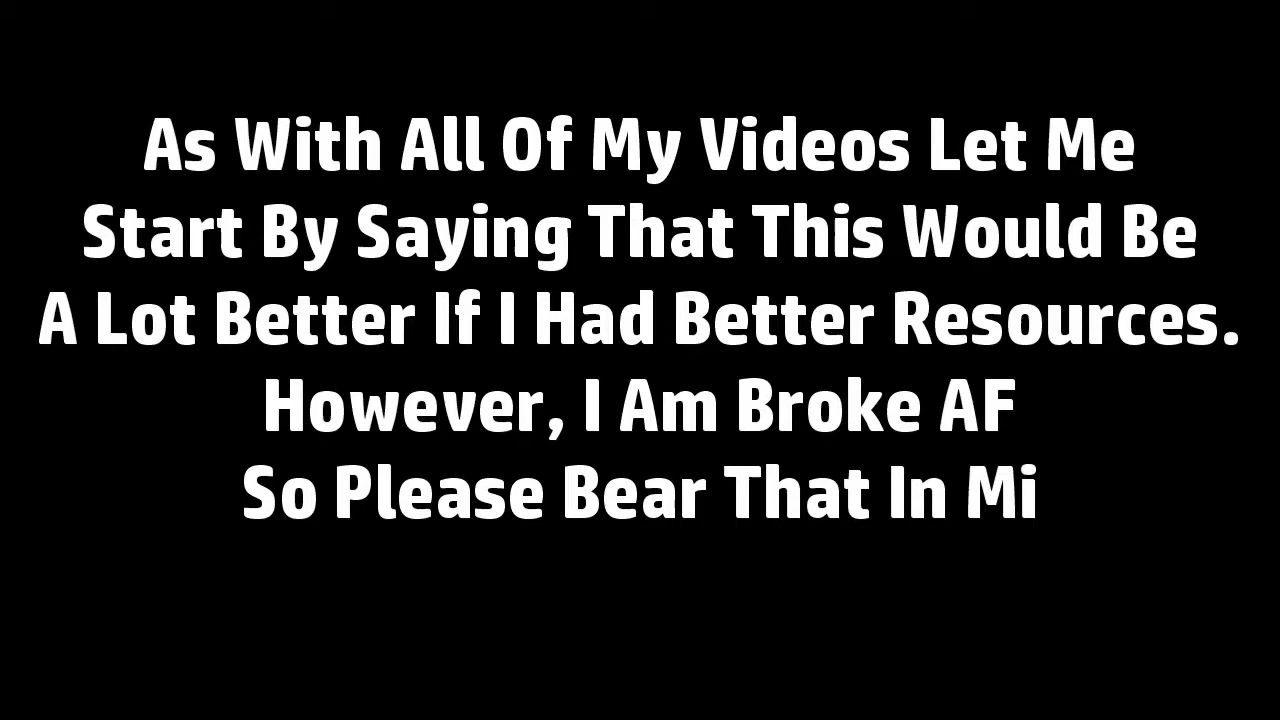 As With All Of My Videos Let Me
Start By Saying That This Would Be
A Lot Better If I Had Better Resources.
However, I Am Broke AF
So Please Bear That In Mi